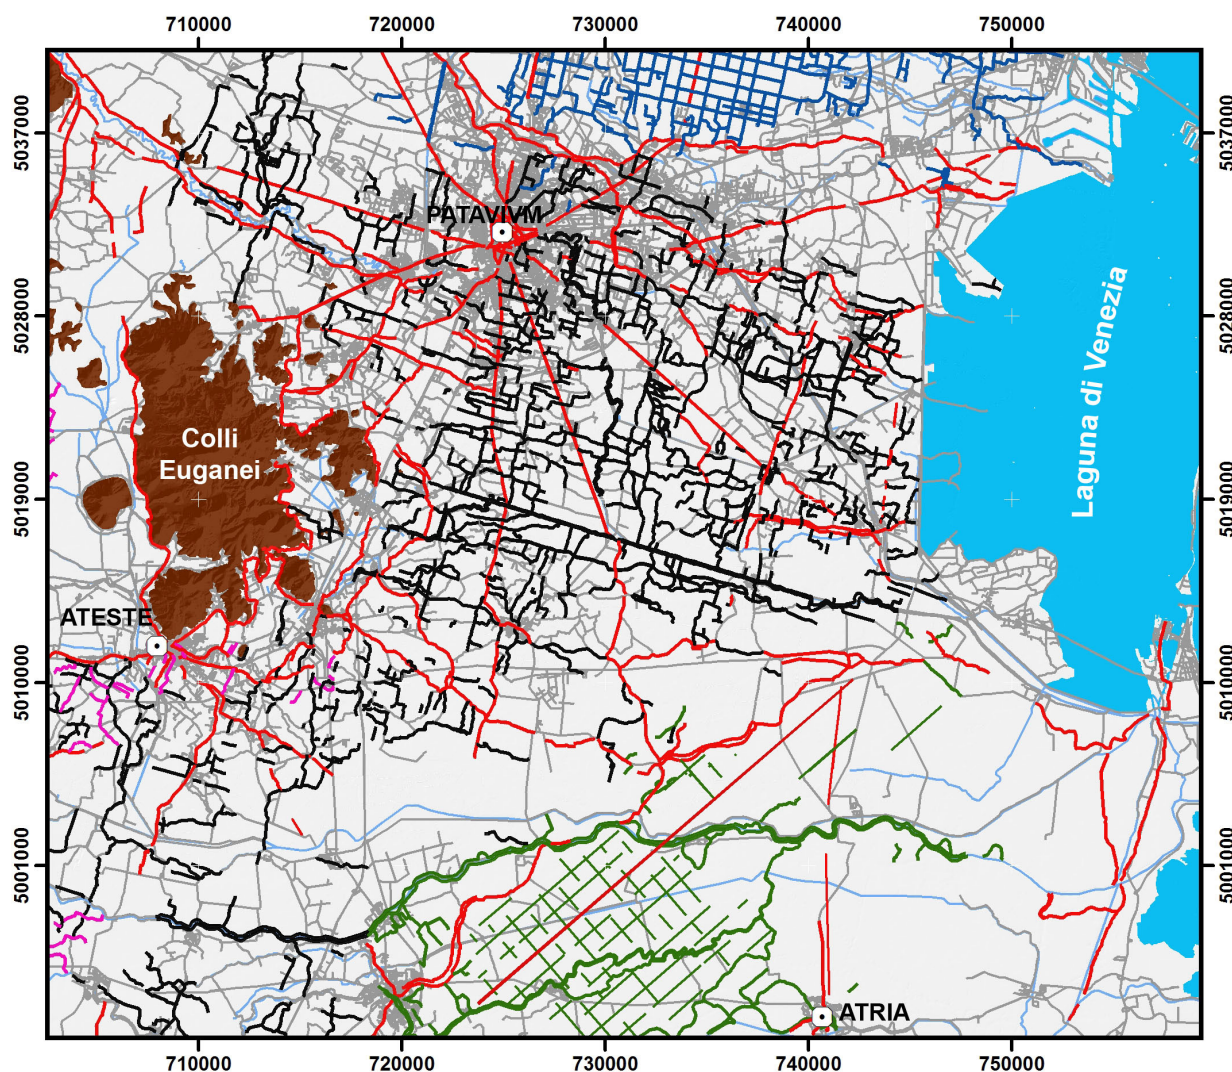 710000 720000 730000 740000 750000
5037000 5037000
PATAVIVM
5028000 5028000
Laguna di Venezia
Colli
Euganei
5019000 5019000
ATESTE
5010000 5010000
5001000 5001000
ATRIA
710000 720000 730000 740000 750000